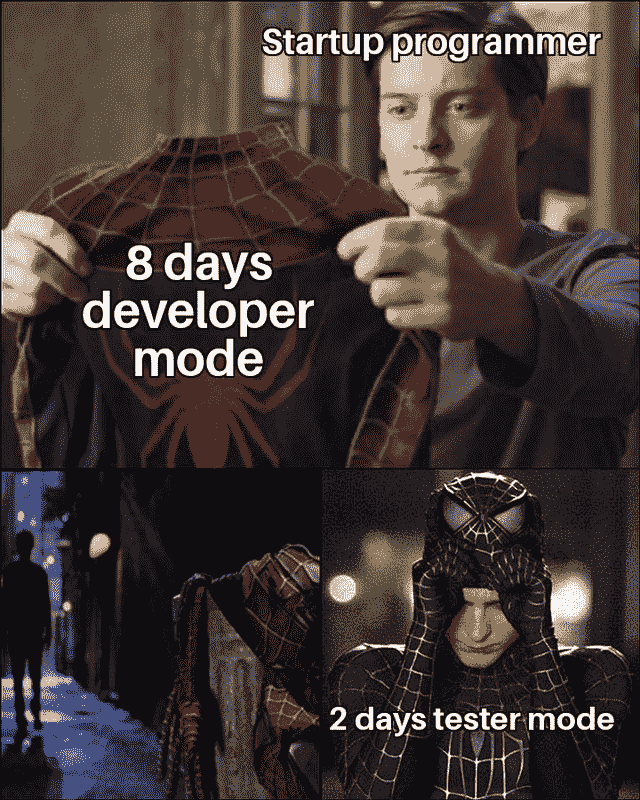 Startup programmer
8 days
developer
mode
2 days tester mode